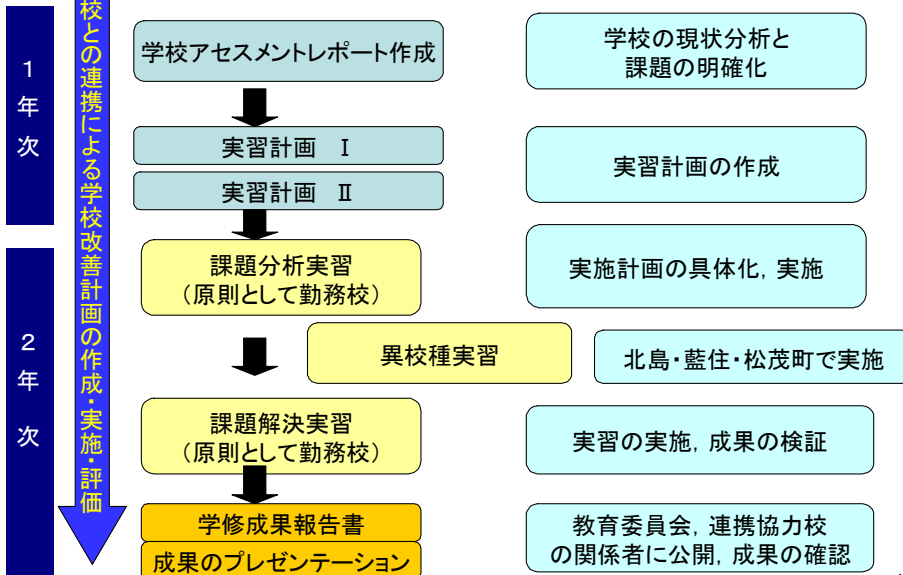 1
年
次
校との連携による学校改善計画の作成・実施・評価
学校アセスメントレポート作成
学校の現状分析と
課題の明確化
実習計画 Ⅰ
実習計画 Ⅱ
実習計画の作成
2
年
次
課題分析実習
(原則として勤務校)
実施計画の具体化, 実施
異校種実習
北島・藍住・松茂町で実施
課題解決実習
(原則として勤務校)
実習の実施, 成果の検証
学修成果報告書
成果のプレゼンテーション
教育委員会, 連携協力校
の関係者に公開, 成果の確認